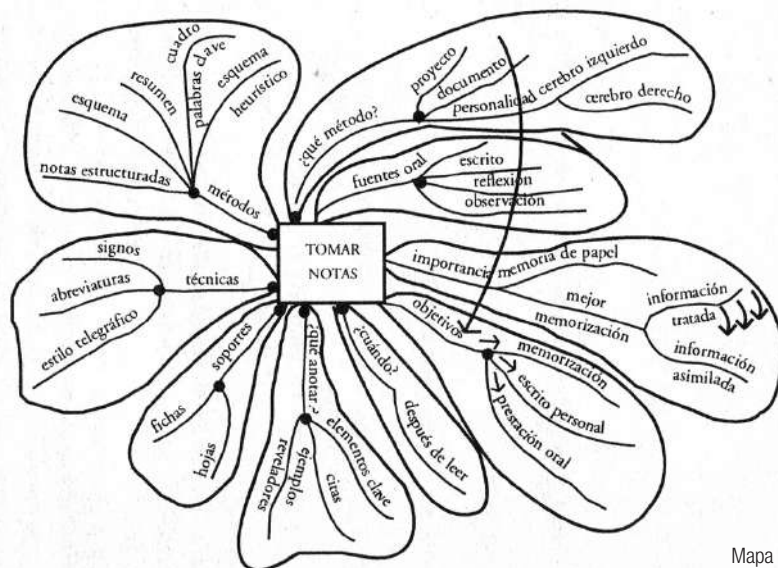 TOMAR
NOTAS
métodos
notas estructuradas
esquema
resumen
palabras clave
cuadro
esquema
heurístico
¿qué método?
proyecto
documento
personalidad
cerebro izquierdo
cerebro derecho
fuentes oral
escrito
reflexión
observación
importancia memoria de papel
mejor
memorización
información
tratada
información
asimilada
objetivos
memorización
escrito personal
prestación oral
¿cuándo?
después de leer
¿qué anotar?
elementos clave
citas
ejemplos
reveladores
soportes
fichas
hojas
técnicas
signos
abreviaturas
estilo telegráfico
Mapa